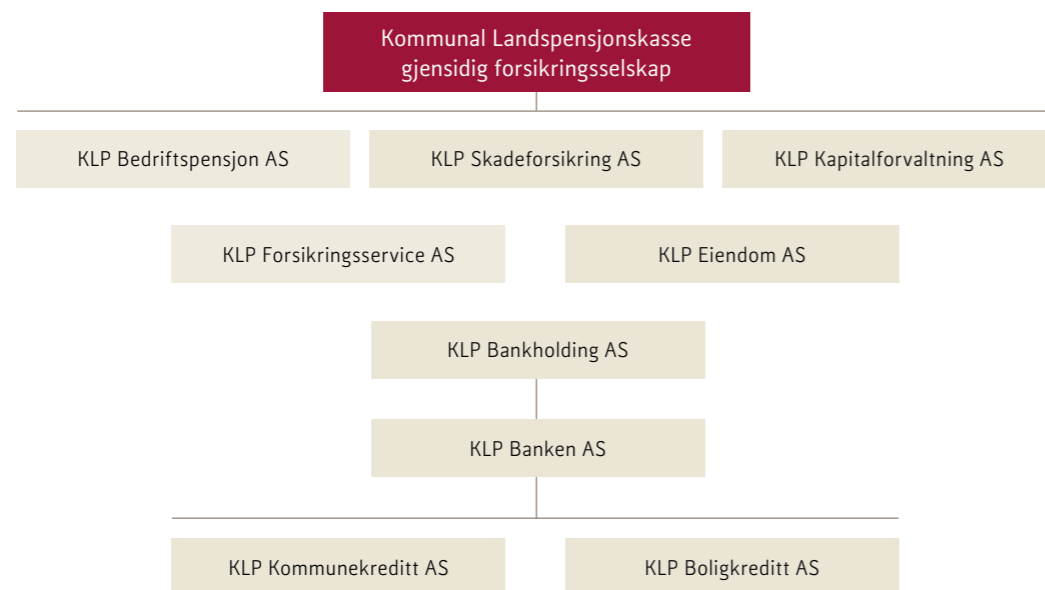 Kommunal Landspensjonskasse
gjensidig forsikringsselskap
KLP Bedriftspensjon AS
KLP Skadeforsikring AS
KLP Kapitalforvaltning AS
KLP Forsikringsservice AS
KLP Eiendom AS
KLP Bankholding AS
KLP Banken AS
KLP Kommunekreditt AS
KLP Boligkreditt AS